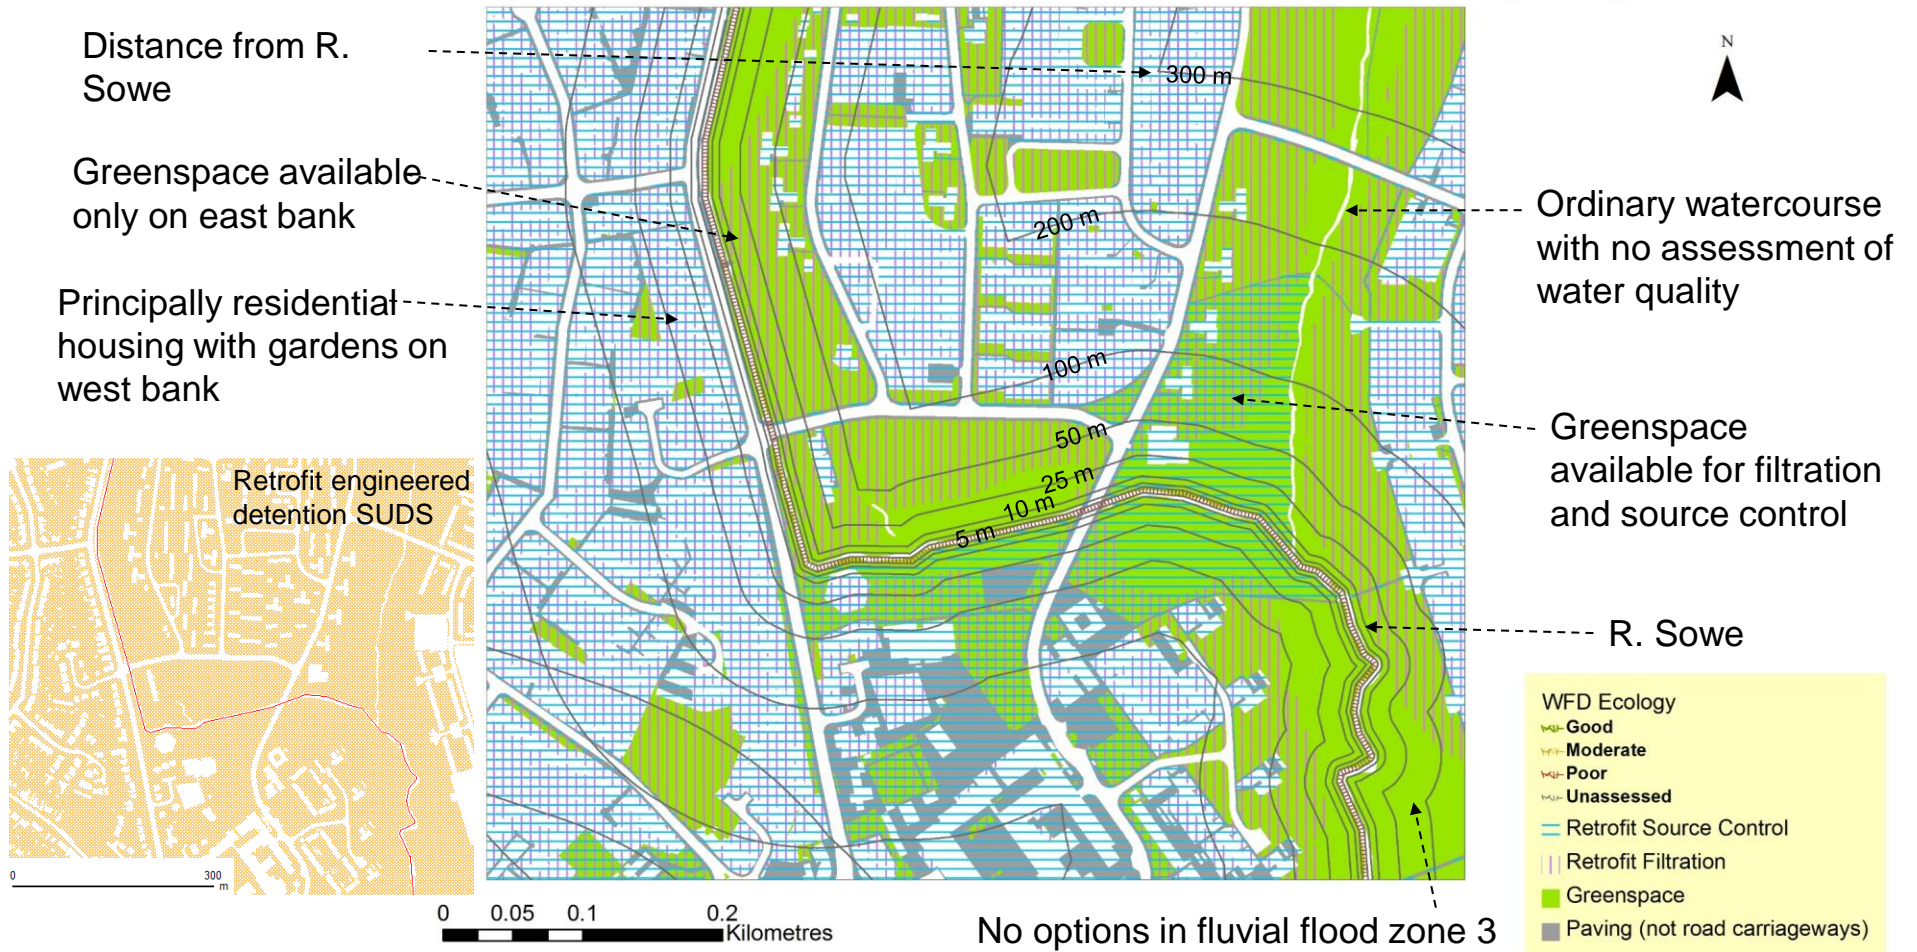 Distance from R.
Sowe
Greenspace available
only on east bank
Principally residential
housing with gardens on
west bank
Retrofit engineered
detention SUDS
0
300
m
300 m
200 m
100 m
50 m
25 m
10 m
5 m
N
Ordinary watercourse
with no assessment of
water quality
Greenspace
available for filtration
and source control
R. Sowe
WFD Ecology
Good
Moderate
Poor
Unassessed
Retrofit Source Control
Retrofit Filtration
Greenspace
Paving (not road carriageways)
0 0.05 0.1 0.2
Kilometres
No options in fluvial flood zone 3